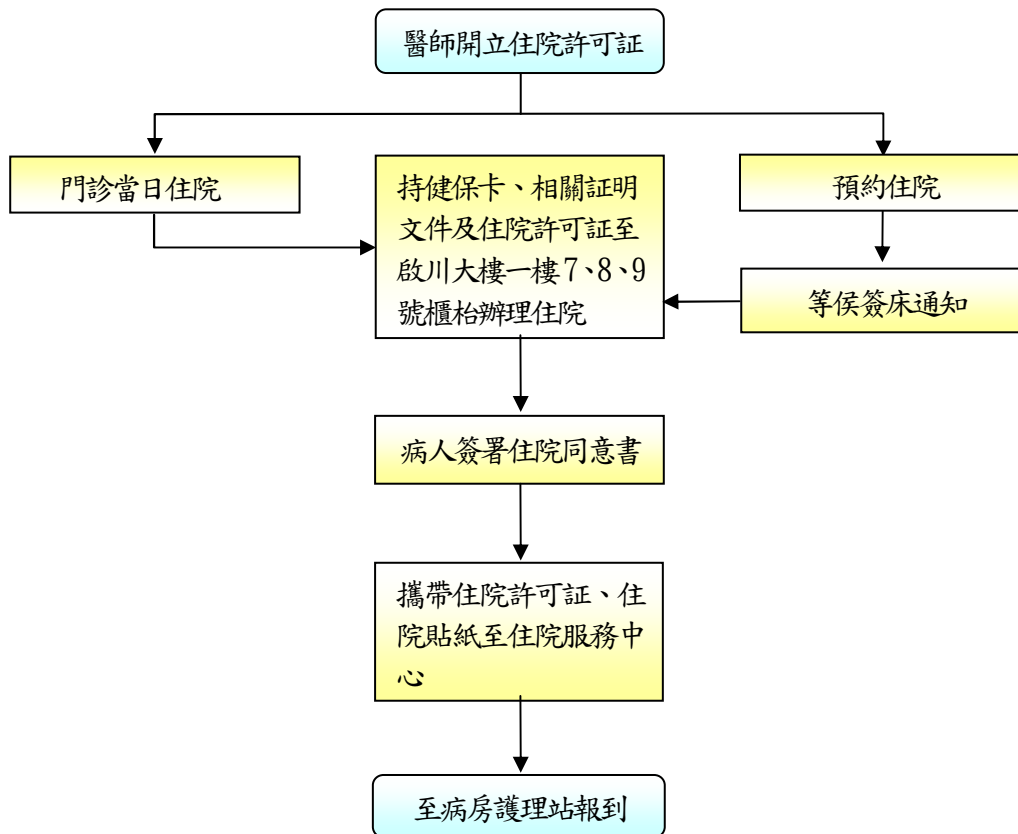 醫師開立住院許可証
門診當日住院
持健保卡、相關証明
文件及住院許可証至
啟川大樓一樓7、8、9
號櫃枱辦理住院
預約住院
等侯簽床通知
病人簽署住院同意書
攜帶住院許可証、住
院貼紙至住院服務中
心
至病房護理站報到